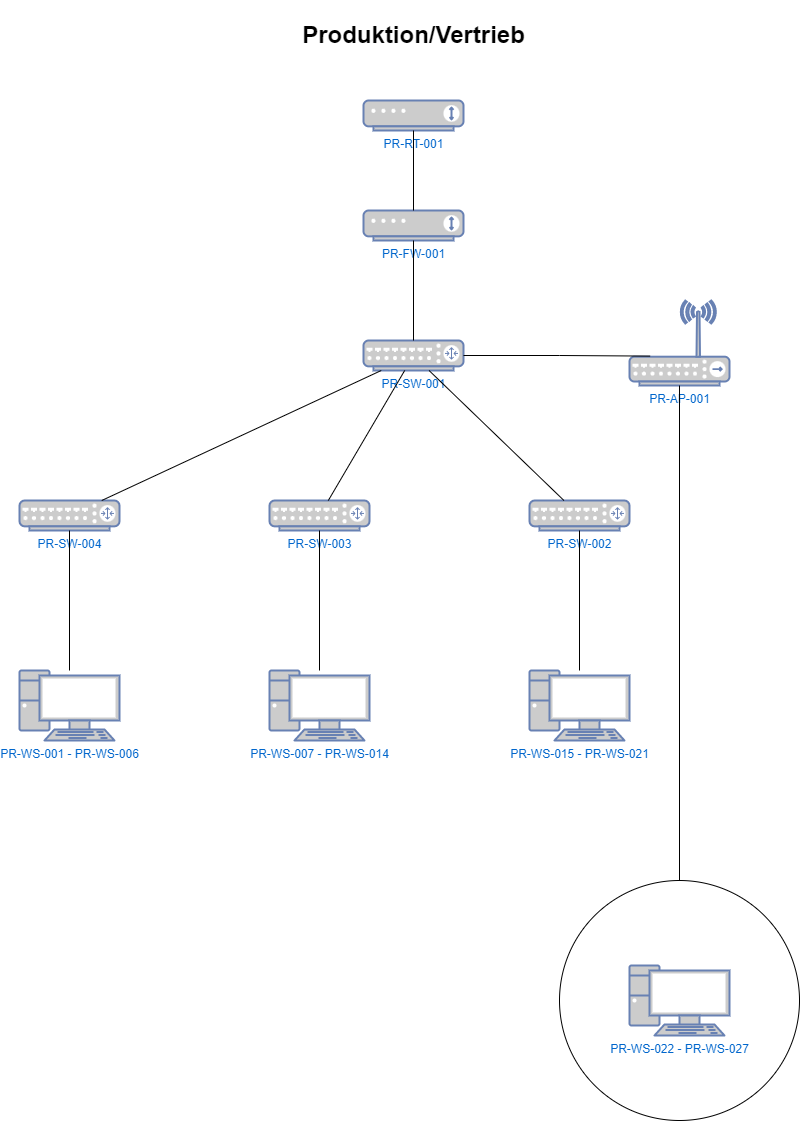 Produktion/Vertrieb
PR-RT-001
PR-FW-001
PR-SW-001
PR-AP-001
PR-SW-004
PR-SW-003
PR-SW-002
PR-WS-001 - PR-WS-006
PR-WS-007 - PR-WS-014
PR-WS-015 - PR-WS-021
PR-WS-022 - PR-WS-027